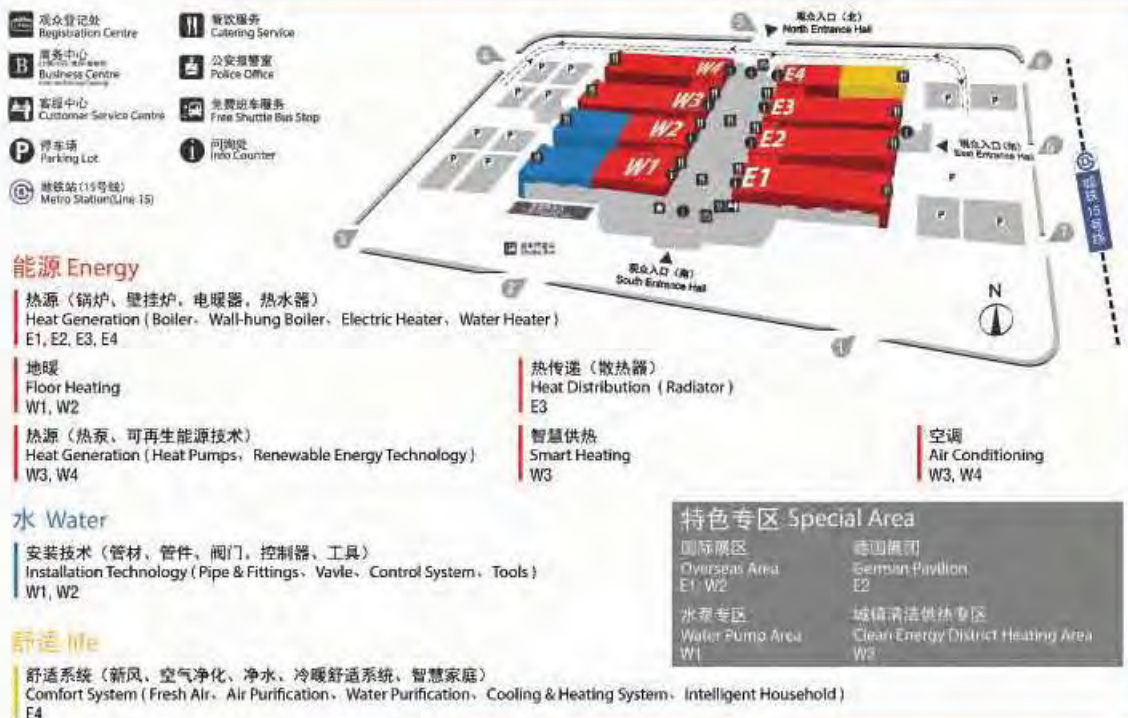 观众登记处
Registration Centre
餐饮服务
Catering Service
商务中心
Business Centre
公安报警室
Police Office
客服中心
Customer Service Centre
免费班车服务
Free Shuttle Bus Stop
P
停车场
Parking Lot
i
问询处
Info Counter
地铁站(15号线)
Metro Station(Line 15)
观众入口（北）
North Entrance Hall
W4
W3
W2
W1
E4
E3
E2
E1
East Entrance Hall
地铁15号线
观众入口（南）
South Entrance Hall
N
能源 Energy
热源（锅炉、壁挂炉、电暖器、热水器）
Heat Generation ( Boiler、Wall-hung Boiler、Electric Heater、Water Heater )
E1, E2, E3, E4
地暖
Floor Heating
W1, W2
热传递（散热器）
Heat Distribution ( Radiator )
E3
热源（热泵、可再生能源技术）
Heat Generation ( Heat Pumps、Renewable Energy Technology )
W3, W4
智慧供热
Smart Heating
W3
空调
Air Conditioning
W3, W4
水 Water
安装技术（管材、管件、阀门、控制器、工具）
Installation Technology ( Pipe & Fittings、Vavle、Control System、Tools )
W1, W2
特色专区 Special Area
国际展区
Overseas Area
E1, W2
德国展团
German Pavilion
E2
水泵专区
Water Pump Area
W1
城镇清洁供热专区
Clean Energy District Heating Area
W3
舒适 life
舒适系统（新风、空气净化、净水、冷暖舒适系统、智慧家庭）
Comfort System ( Fresh Air、Air Purification、Water Purification、Cooling & Heating System、Intelligent Household )
E4